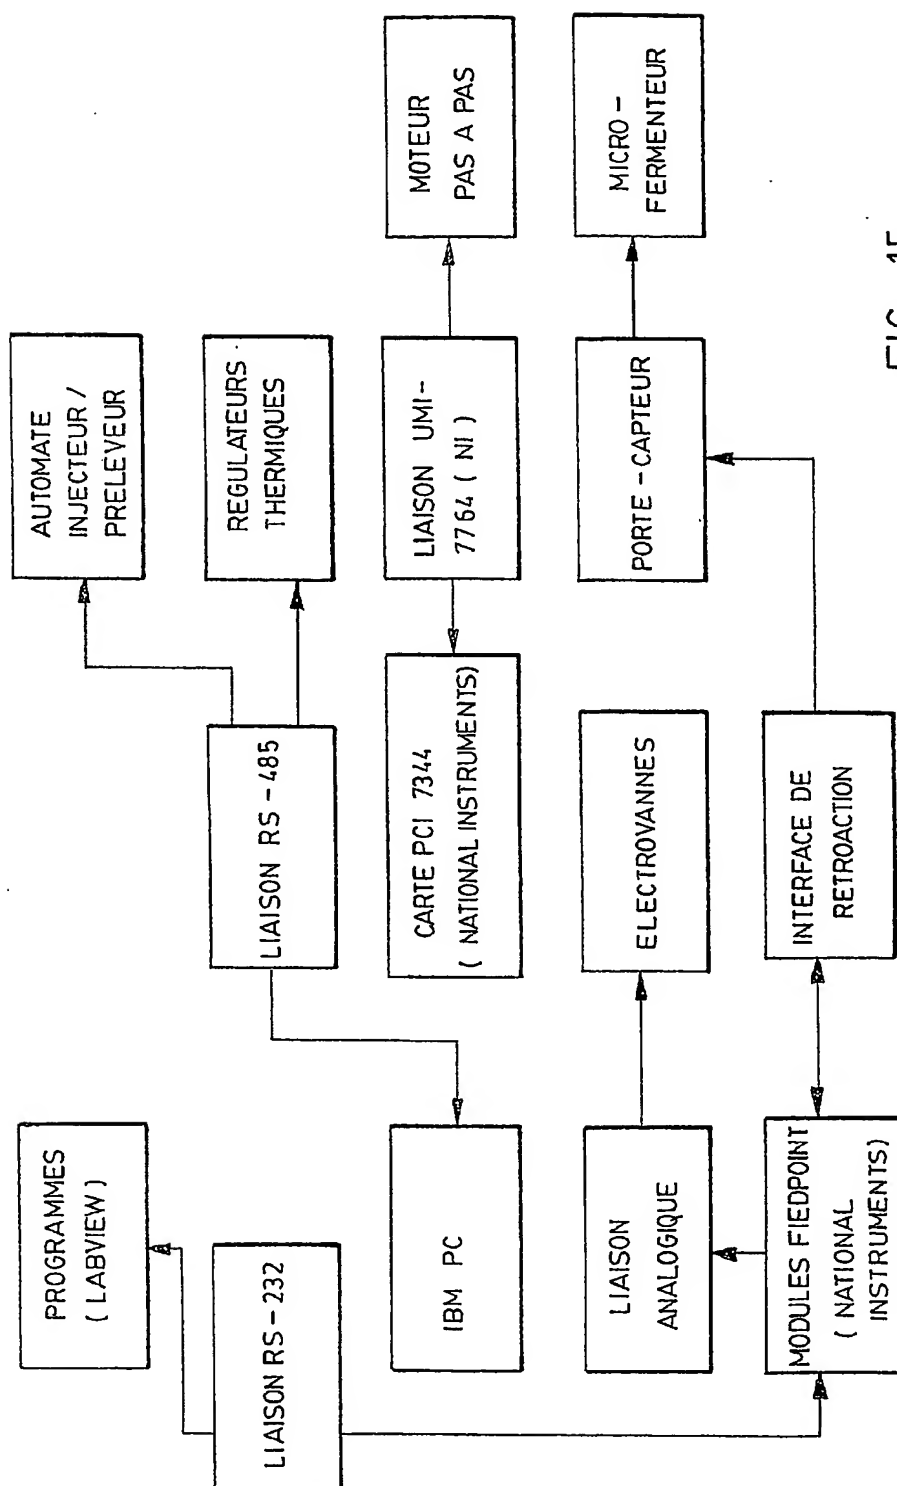 PROGRAMMES
( LABVIEW )
LIAISON RS-232
AUTOMATE
INJECTEUR /
PRELEVEUR
LIAISON RS-485
REGULATEURS
THERMIQUES
IBM PC
CARTE PCI 7344
( NATIONAL INSTRUMENTS)
LIAISON UMI-
7764 ( NI )
MOTEUR
PAS A PAS
LIAISON
ANALOGIQUE
ELECTROVANNES
MODULES FIEDPOINT
( NATIONAL
INSTRUMENTS)
INTERFACE DE
RETROACTION
PORTE-CAPTEUR
MICRO-
FERMENTEUR